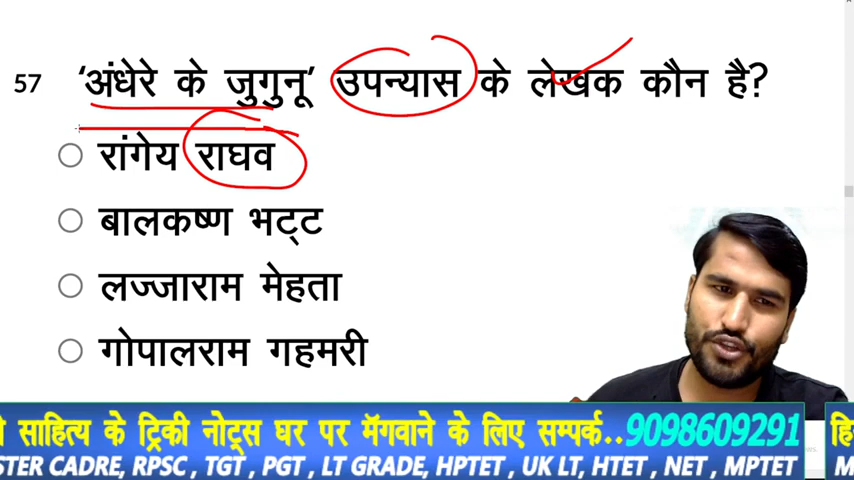 57 'अंधेरे के जुगुनू' उपन्यास के लेखक कौन है?
रांगेय राघव
बालकष्ण भट्ट
लज्जाराम मेहता
गोपालराम गहमरी
साहित्य के ट्रिकी नोट्स घर पर मँगवाने के लिए सम्पर्क..9098609291 हि
STER CADRE, RPSC , TGT , PGT , LT GRADE, HPTET , UK LT, HTET , NET , MPTET M